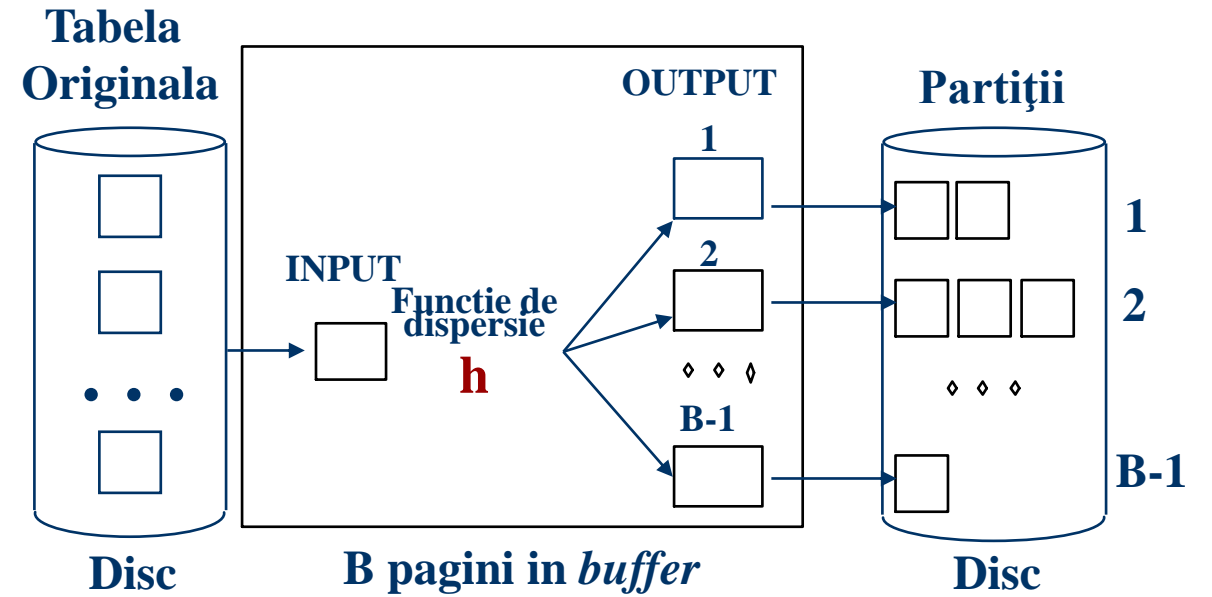 Tabela
Originala
OUTPUT
Partiţii
1
1
INPUT
2
Functie de
dispersie
2
h
B-1
B-1
Disc
B pagini in buffer
Disc